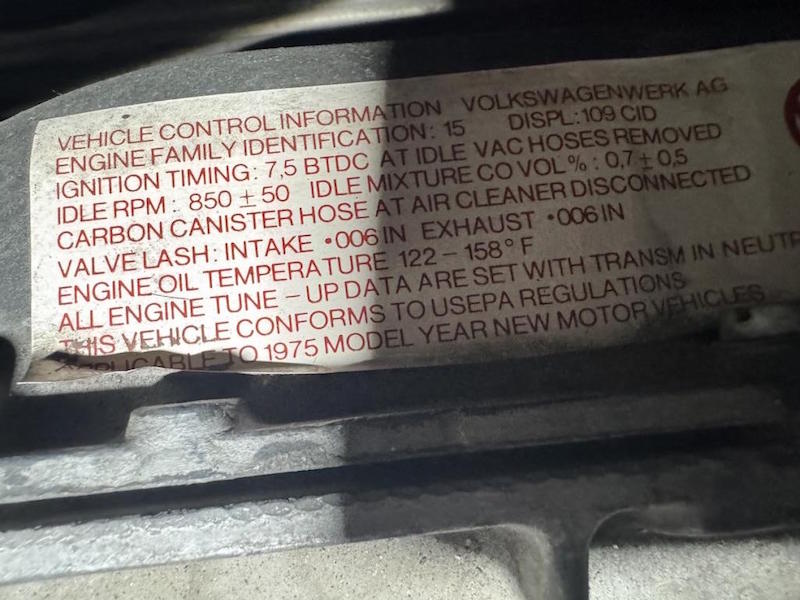 VEHICLE CONTROL INFORMATION VOLKSWAGENWERK AG
ENGINE FAMILY IDENTIFICATION: 15 DISPL.:109 CID
IGNITION TIMING: 7,5 BTDC AT IDLE VAC HOSES REMOVED
IDLE RPM: 850 ± 50 IDLE MIXTURE CO VOL %: 0,7 ± 0,5
CARBON CANISTER HOSE AT AIR CLEANER DISCONNECTED
VALVE LASH: INTAKE •006 IN EXHAUST •006 IN
ENGINE OIL TEMPERATURE 122 – 158° F
ALL ENGINE TUNE – UP DATA ARE SET WITH TRANSM IN NEUTR
THIS VEHICLE CONFORMS TO USEPA REGULATIONS
APPLICABLE TO 1975 MODEL YEAR NEW MOTOR VEHICLES